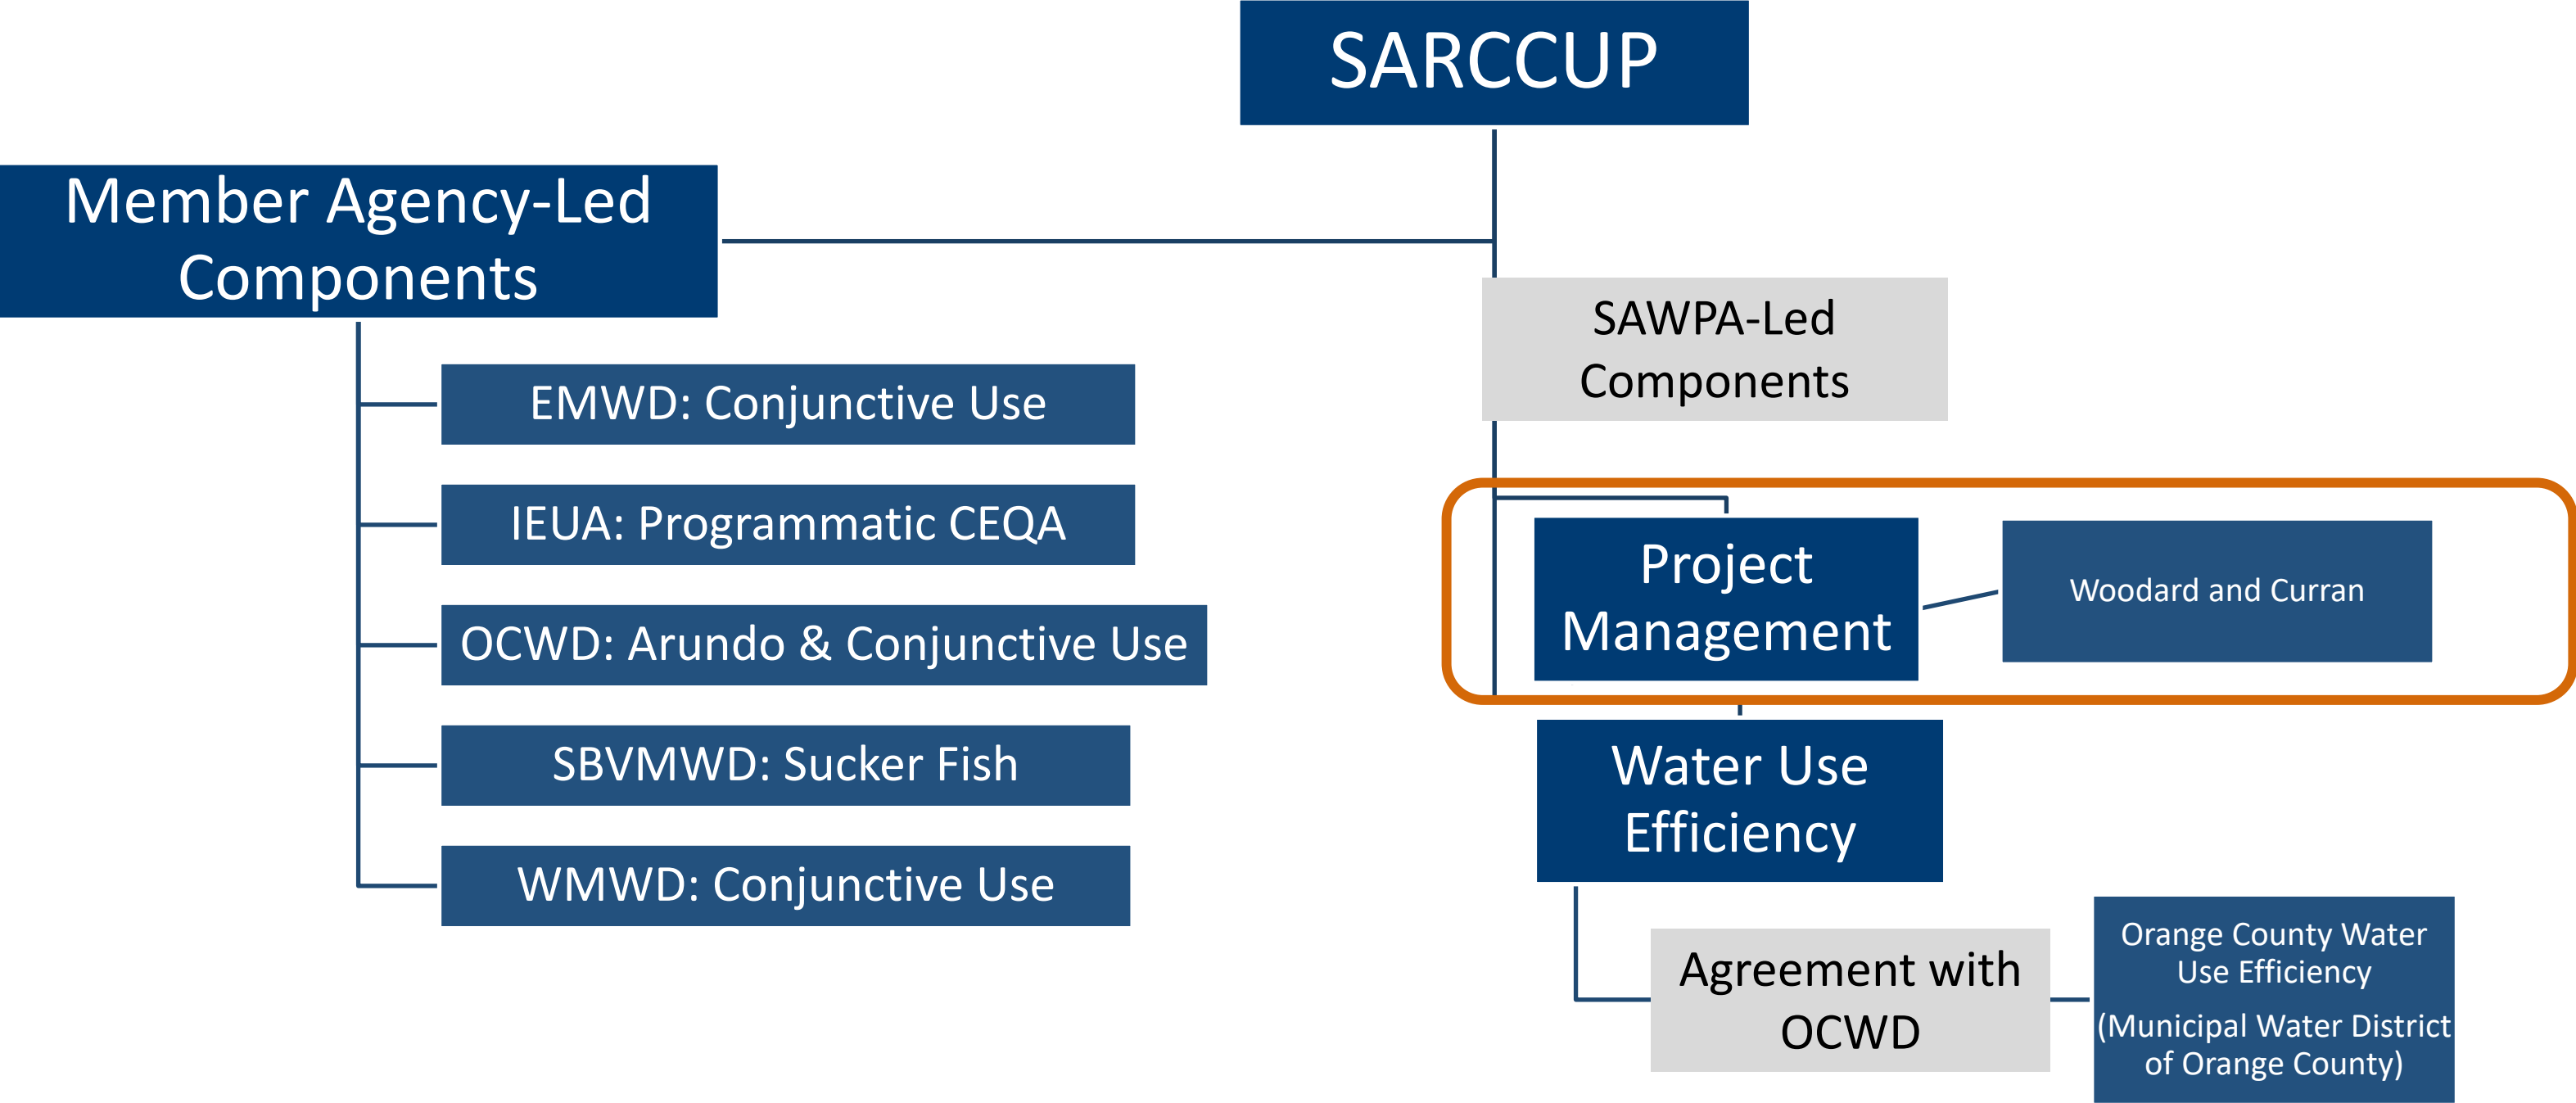 SARCCUP
Member Agency-Led
Components
EMWD: Conjunctive Use
IEUA: Programmatic CEQA
OCWD: Arundo & Conjunctive Use
SBVMWD: Sucker Fish
WMWD: Conjunctive Use
SAWPA-Led
Components
Project
Management
Woodard and Curran
Water Use
Efficiency
Agreement with
OCWD
Orange County Water
Use Efficiency
(Municipal Water District
of Orange County)